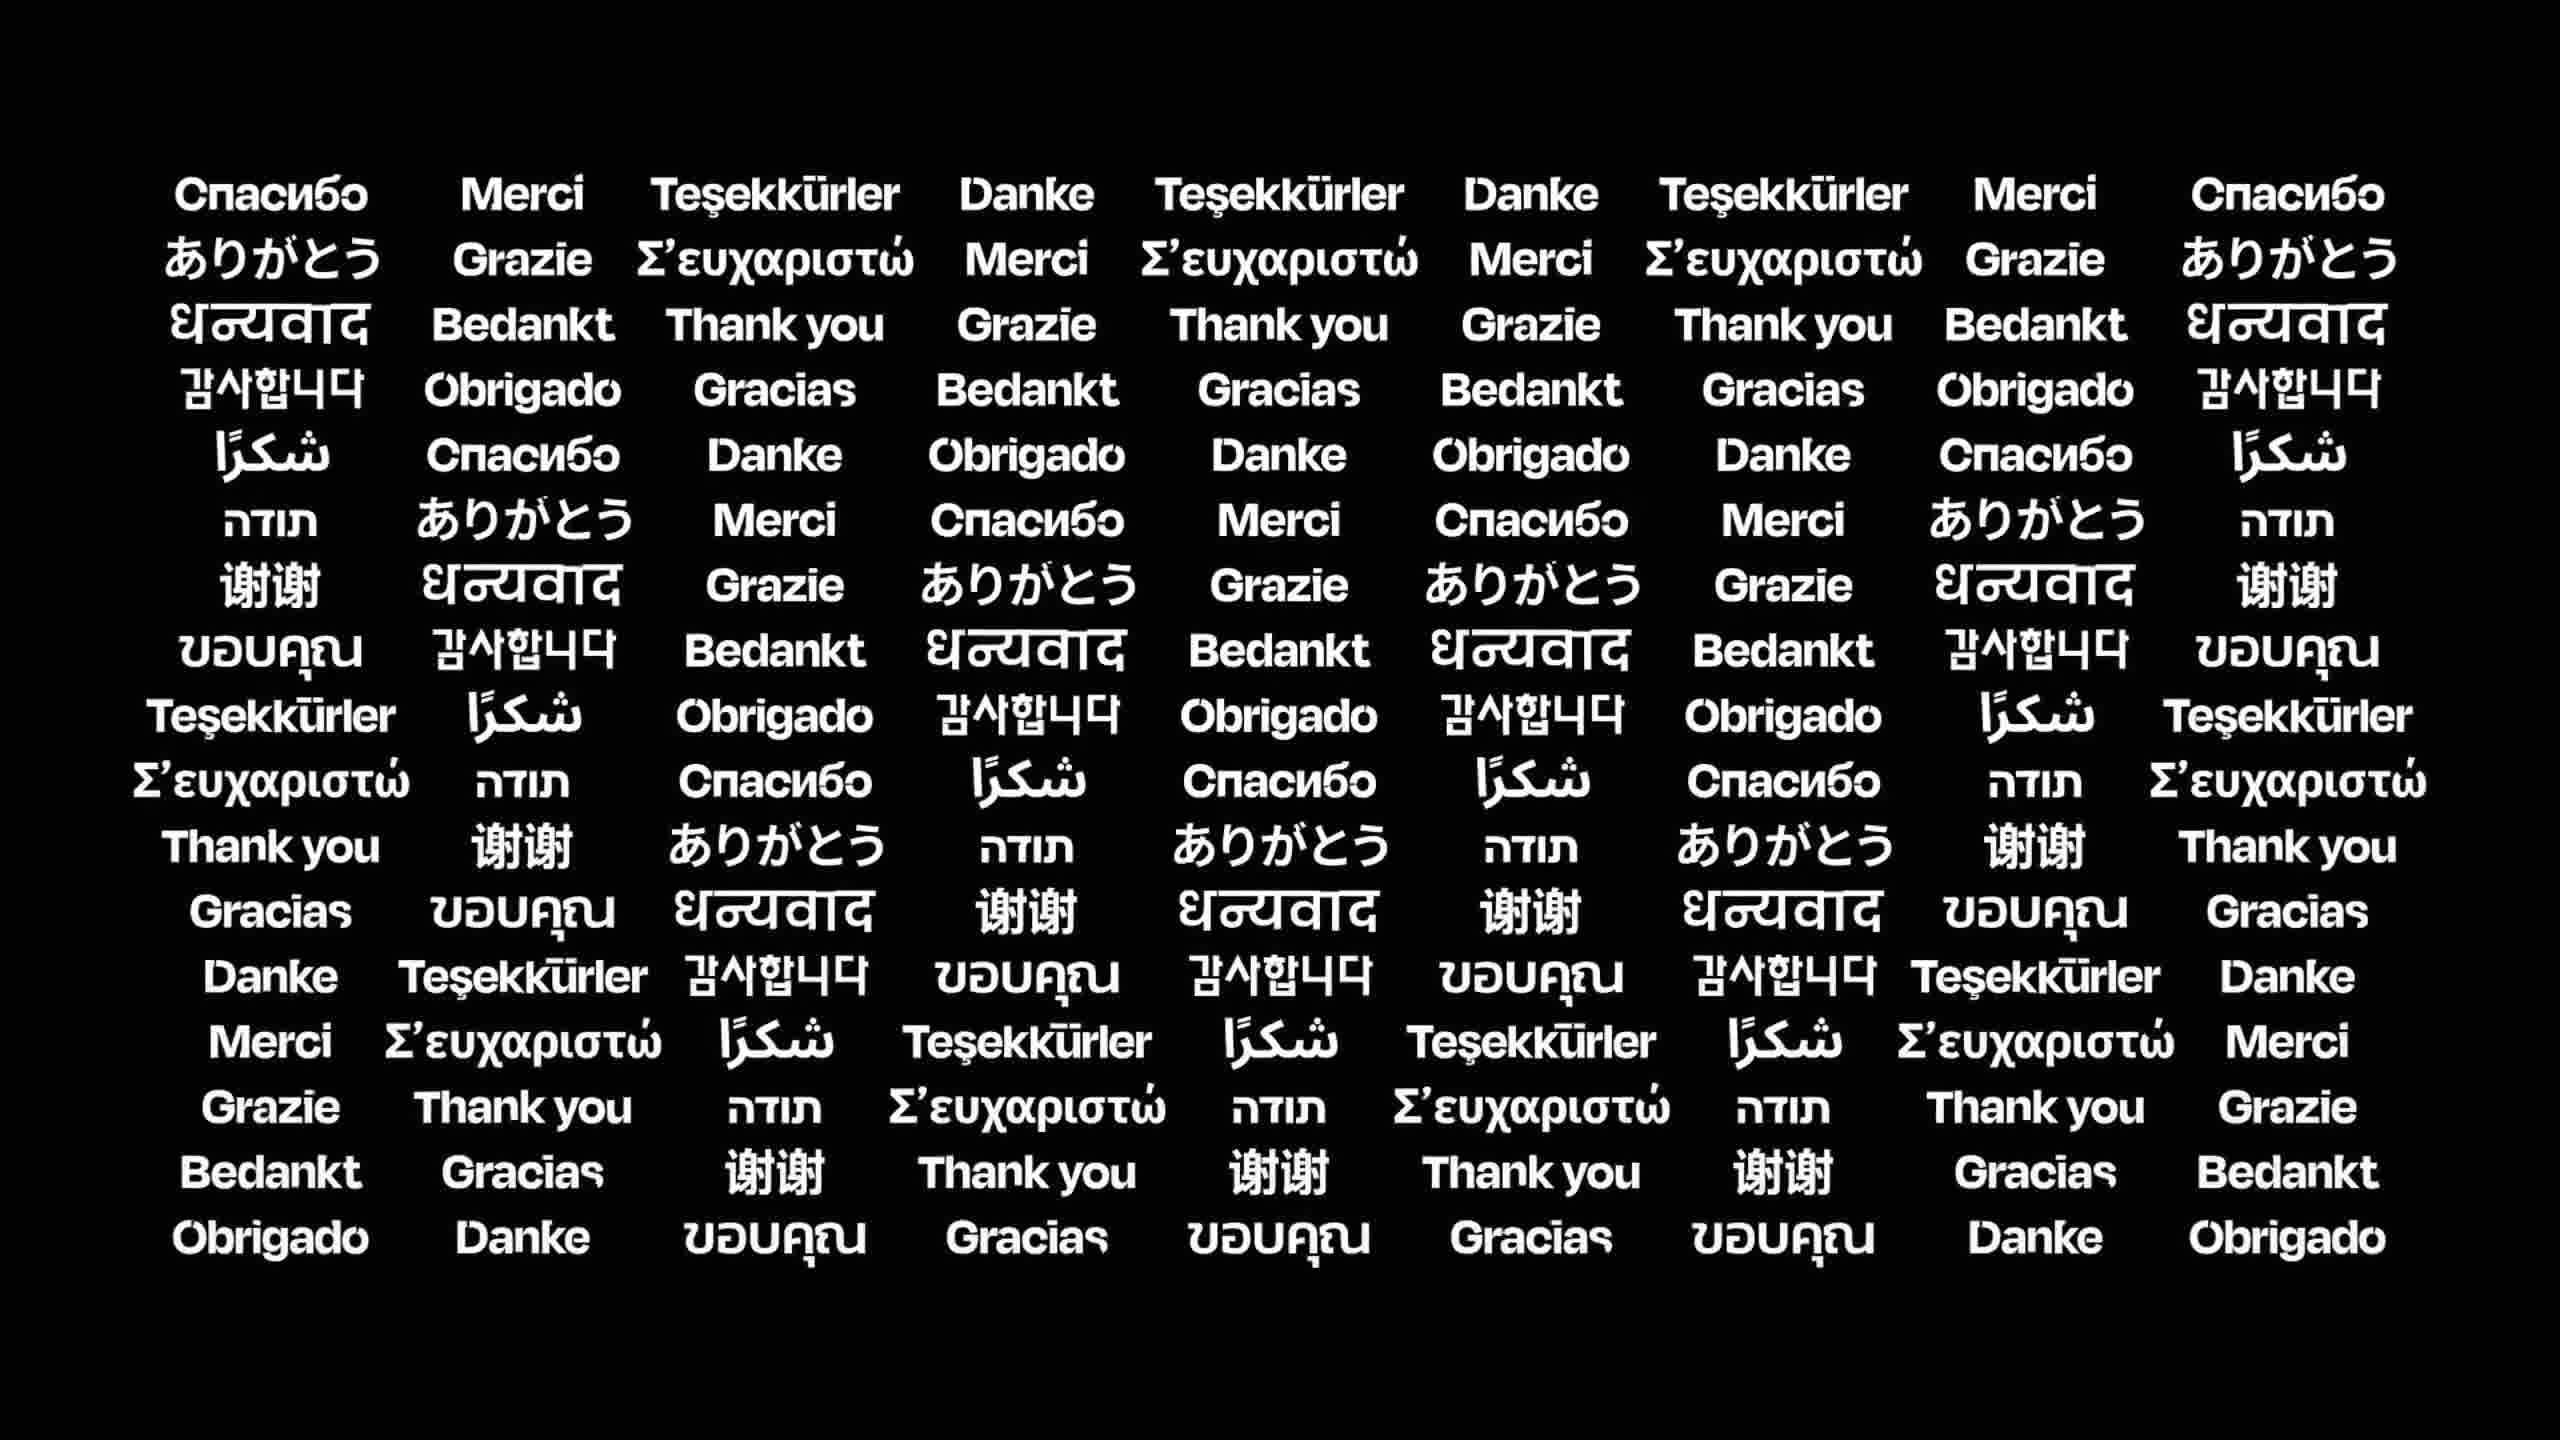 Спасибо Merci Teşekkürler Danke Teşekkürler Danke Teşekkürler Merci Спасибо
ありがとう Grazie Σ’ευχαριστώ Merci Σ’ευχαριστώ Merci Σ’ευχαριστώ Grazie ありがとう
धन्यवाद Bedankt Thank you Grazie Thank you Grazie Thank you Bedankt धन्यवाद
감사합니다 Obrigado Gracias Bedankt Gracias Bedankt Gracias Obrigado 감사합니다
شكرًا Спасибо Danke Obrigado Danke Obrigado Danke Спасибо شكرًا
תודה ありがとう Merci Спасибо Merci Спасибо Merci ありがとう תודה
谢谢 धन्यवाद Grazie ありがとう Grazie ありがとう Grazie धन्यवाद 谢谢
ขอบคุณ 감사합니다 Bedankt धन्यवाद Bedankt धन्यवाद Bedankt 감사합니다 ขอบคุณ
Teşekkürler شكرًا Obrigado 감사합니다 Obrigado 감사합니다 Obrigado شكرًا Teşekkürler
Σ’ευχαριστώ תודה Спасибо شكرًا Спасибо شكرًا Спасибо תודה Σ’ευχαριστώ
Thank you 谢谢 ありがとう תודה ありがとう תודה ありがとう 谢谢 Thank you
Gracias ขอบคุณ धन्यवाद 谢谢 धन्यवाद 谢谢 धन्यवाद ขอบคุณ Gracias
Danke Teşekkürler 감사합니다 ขอบคุณ 감사합니다 ขอบคุณ 감사합니다 Teşekkürler Danke
Merci Σ’ευχαριστώ شكرًا Teşekkürler شكرًا Teşekkürler شكرًا Σ’ευχαριστώ Merci
Grazie Thank you תודה Σ’ευχαριστώ תודה Σ’ευχαριστώ תודה Thank you Grazie
Bedankt Gracias 谢谢 Thank you 谢谢 Thank you 谢谢 Gracias Bedankt
Obrigado Danke ขอบคุณ Gracias ขอบคุณ Gracias ขอบคุณ Danke Obrigado